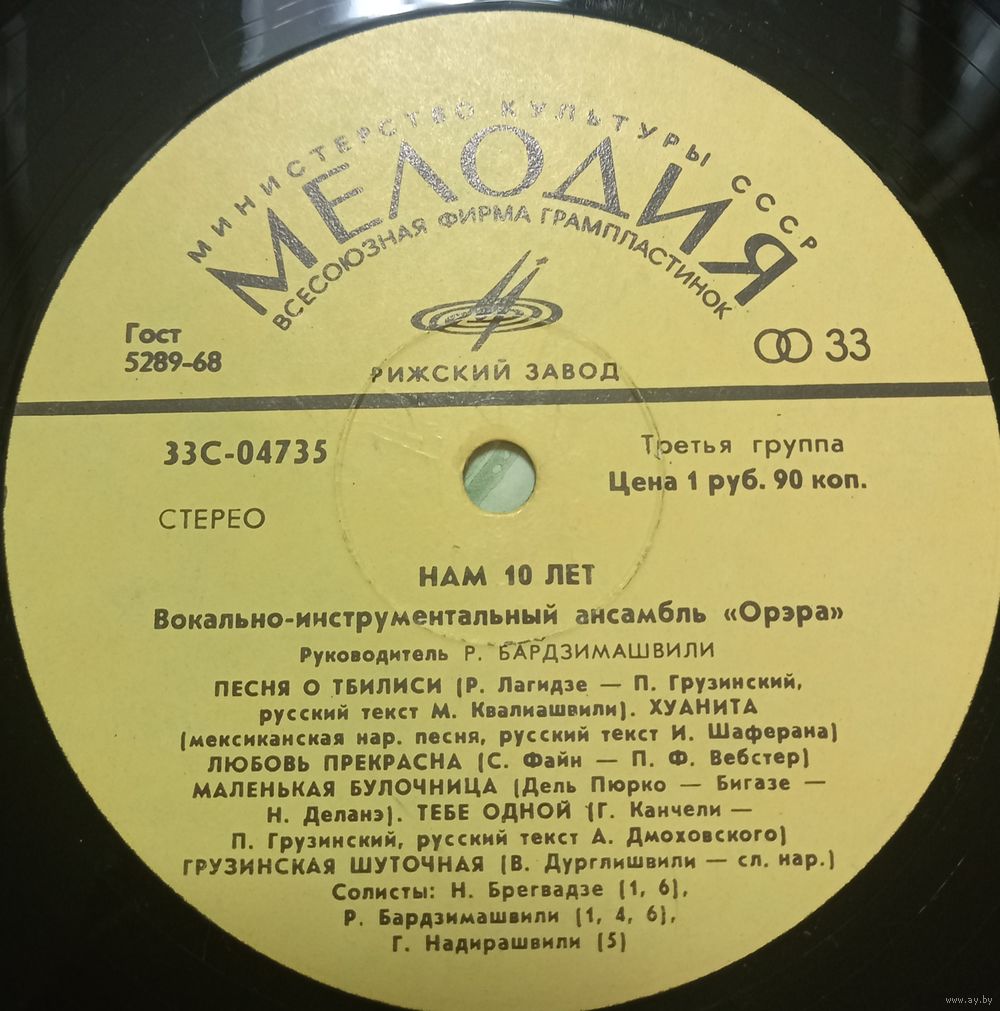 МИНИСТЕРСТВО КУЛЬТУРЫ СССР
МЕЛОДИЯ
ВСЕСОЮЗНАЯ ФИРМА ГРАМПЛАСТИНОК
Гост
5289-68
33
РИЖСКИЙ ЗАВОД
33С-04735
Третья группа
Цена 1 руб. 90 коп.
СТЕРЕО
НАМ 10 ЛЕТ
Вокально-инструментальный ансамбль «Орэра»
Руководитель Р. БАРДЗИМАШВИЛИ
ПЕСНЯ О ТБИЛИСИ (Р. Лагидзе — П. Грузинский,
русский текст М. Квалиашвили). ХУАНИТА
(мексиканская нар. песня, русский текст И. Шаферана)
ЛЮБОВЬ ПРЕКРАСНА (С. Файн — П. Ф. Вебстер)
МАЛЕНЬКАЯ БУЛОЧНИЦА (Дель Пюрко — Бигазе —
Н. Деланэ). ТЕБЕ ОДНОЙ (Г. Канчели —
П. Грузинский, русский текст А. Дмоховского)
ГРУЗИНСКАЯ ШУТОЧНАЯ (В. Дурглишвили — сл. нар.)
Солисты: Н. Брегвадзе (1, 6),
Р. Бардзимашвили (1, 4, 6),
Г. Надирашвили (5)
www.ay.by